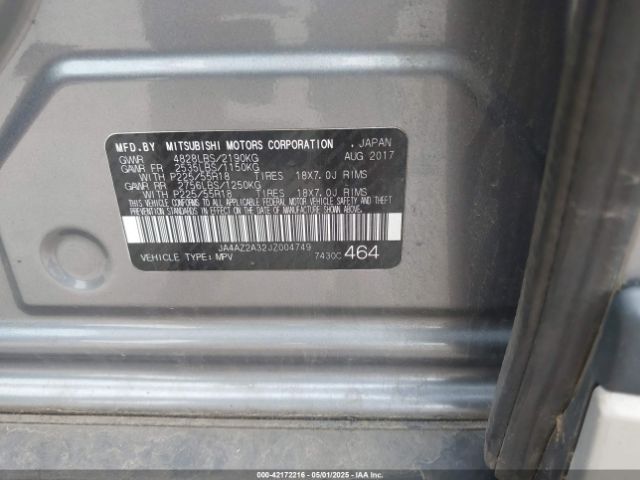 MFD.BY MITSUBISHI MOTORS CORPORATION . JAPAN
GVWR 4828LBS/2190KG AUG 2017
GAWR FR 2535LBS/1150KG
WITH P225/55R18 TIRES 18X7.0J RIMS
GAWR RR 2756LBS/1250KG
WITH P225/55R18 TIRES 18X7.0J RIMS
THIS VEHICLE CONFORMS TO ALL APPLICABLE FEDERAL MOTOR VEHICLE SAFETY AND THEFT PREVENTION STANDARDS IN EFFECT ON THE DATE OF MANUFACTURE SHOWN ABOVE.
JA4AZ2A32JZ004749
VEHICLE TYPE: MPV 7430C 464
000-42172216 - 05/01/2025 - iaai.com